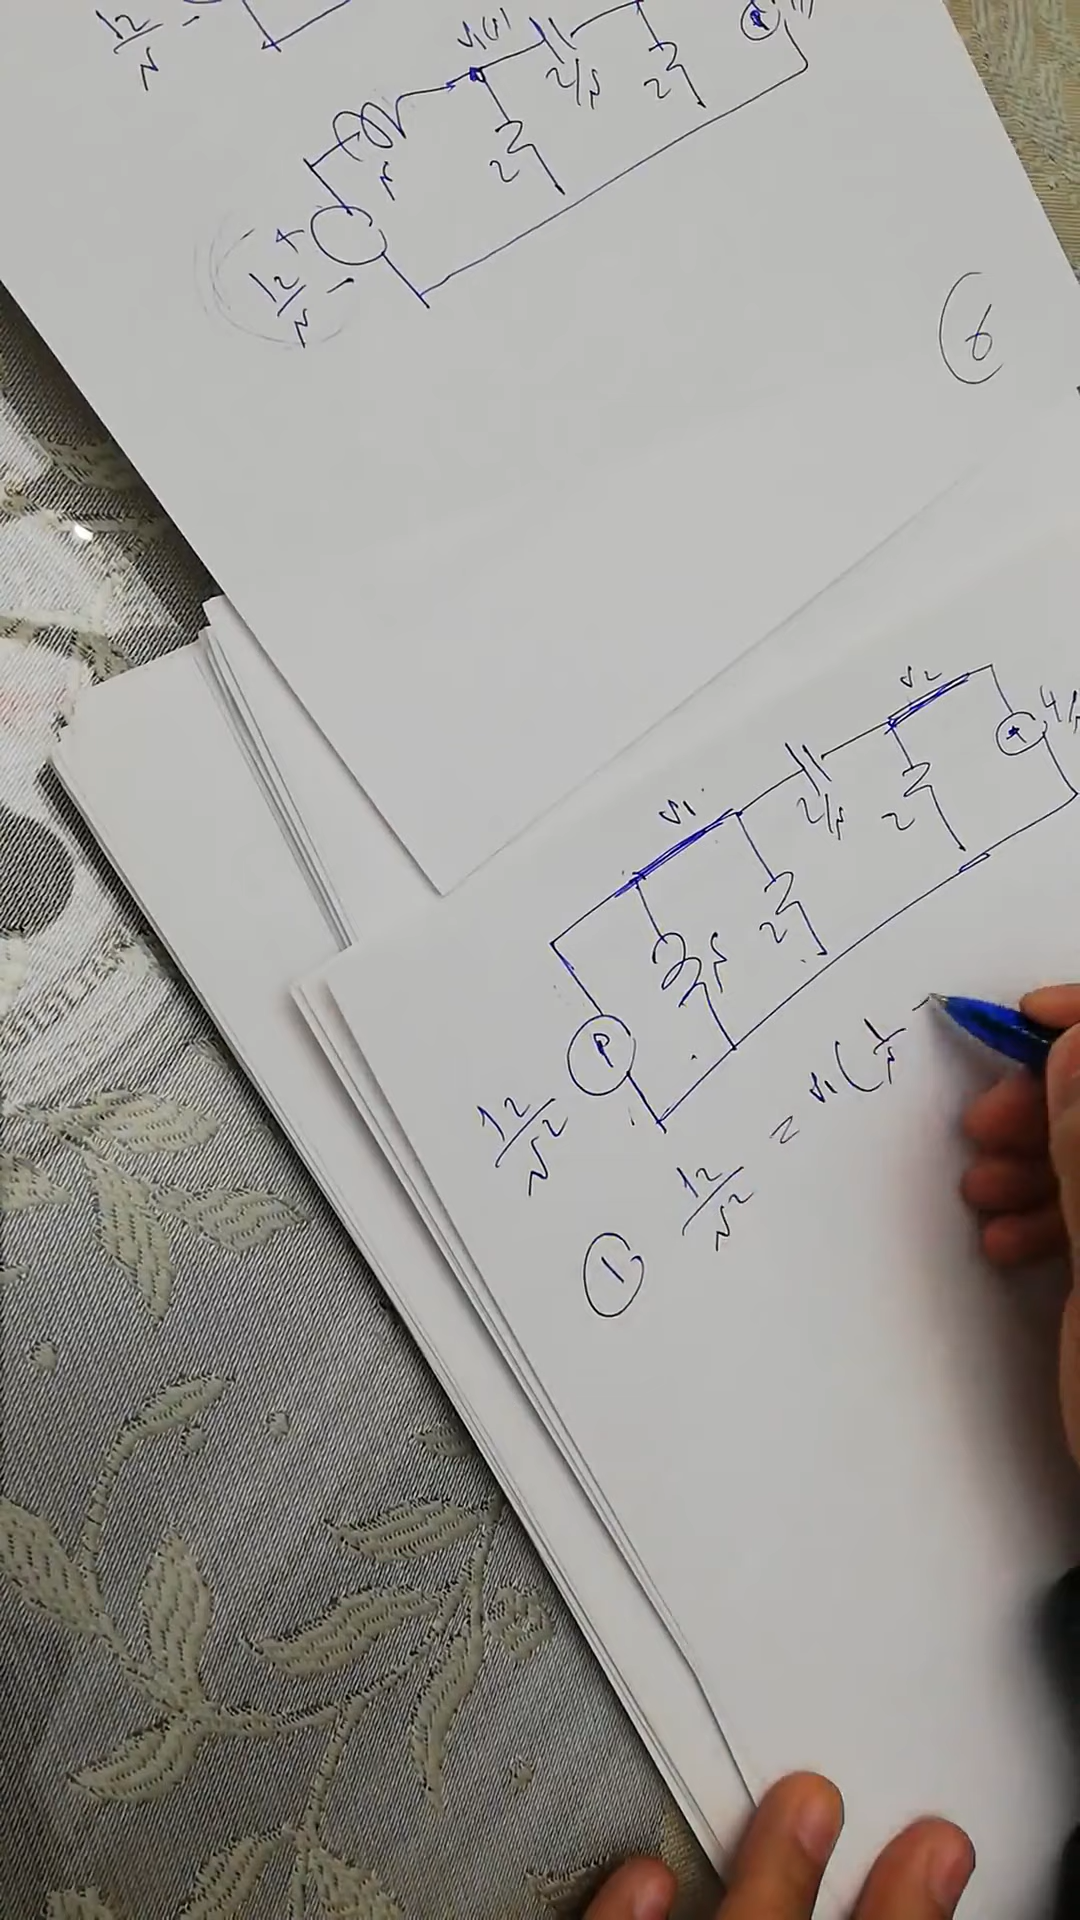 12/s -
V1(s)
2/s
2
s
2
+
12/s -
6
V2
4/s
V1
2/s
2
s
2
12/s²
① 12/s² = V1(1/s +